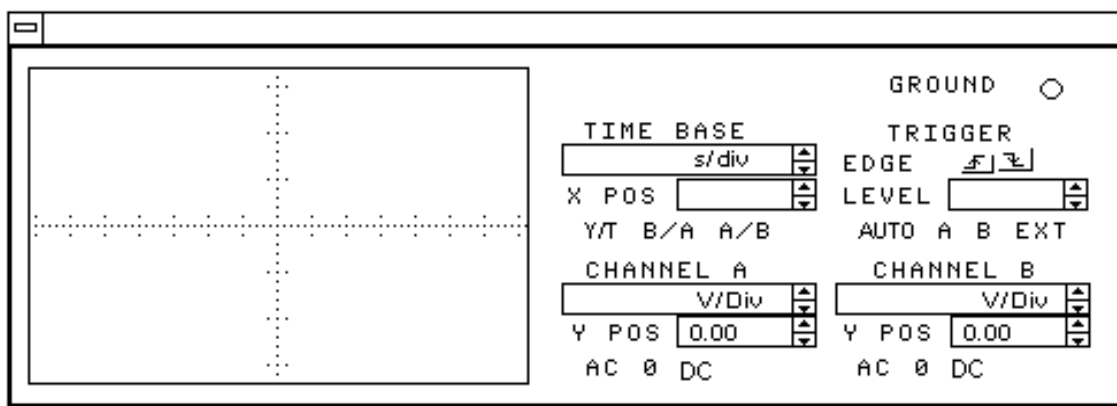 GROUND
TIME BASE
TRIGGER
s/div
EDGE
X POS
LEVEL
Y/T B/A A/B
AUTO A B EXT
CHANNEL A
CHANNEL B
V/Div
V/Div
Y POS 0.00
Y POS 0.00
AC 0 DC
AC 0 DC